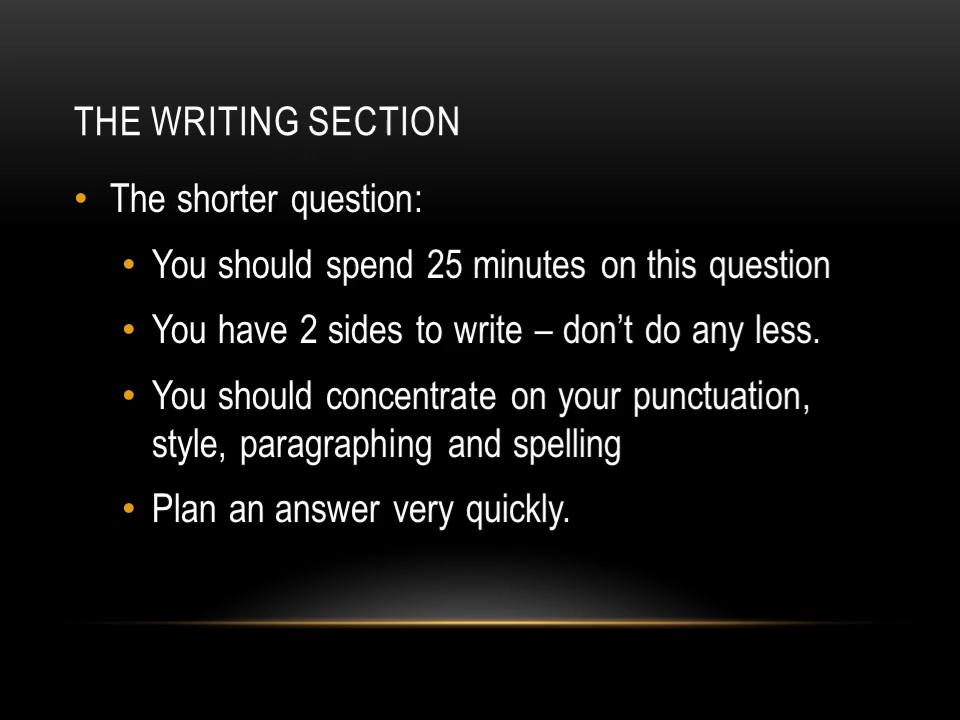 THE WRITING SECTION
• The shorter question:
• You should spend 25 minutes on this question
• You have 2 sides to write – don’t do any less.
• You should concentrate on your punctuation,
style, paragraphing and spelling
• Plan an answer very quickly.